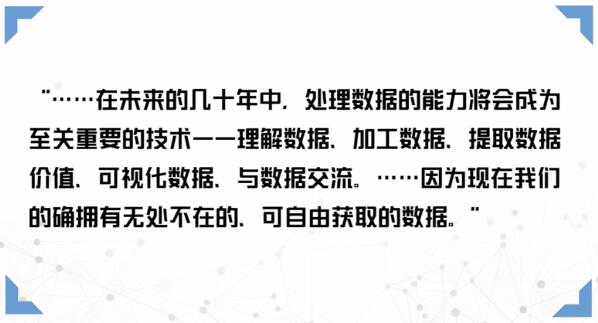 “……在未来的几十年中，处理数据的能力将会成为
至关重要的技术——理解数据、加工数据、提取数据
价值、可视化数据、与数据交流。……因为现在我们
的确拥有无处不在的、可自由获取的数据。”